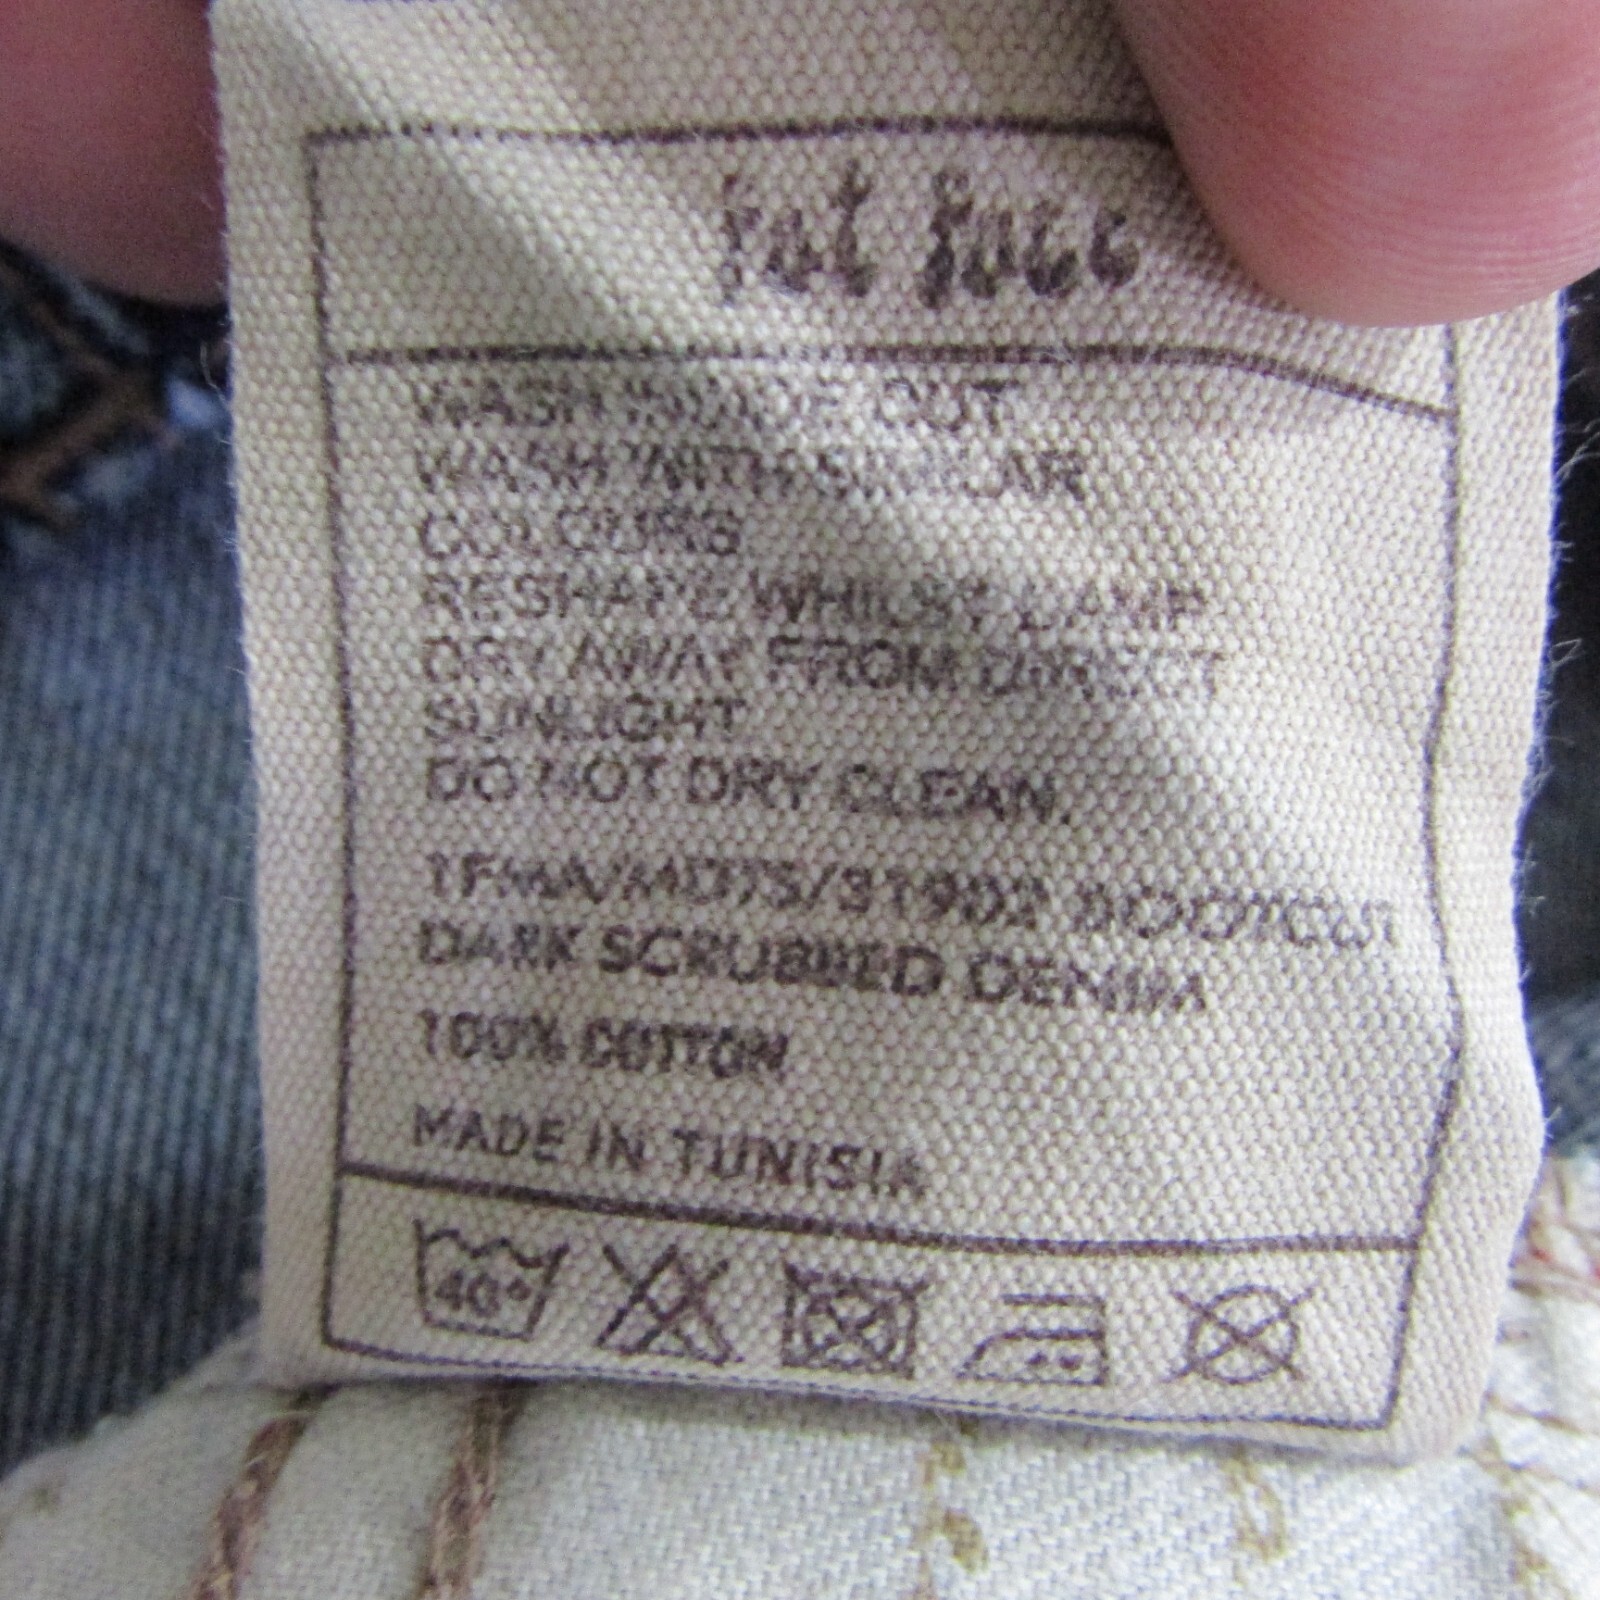 fat face
WASH INSIDE OUT
WASH WITH SIMILAR
COLOURS
RESHAPE WHILST DAMP
DRY AWAY FROM DIRECT
SUNLIGHT
DO NOT DRY CLEAN.
BOOTCUT
DARK SCRUBBED DENIM
100% COTTON
MADE IN TUNISIA
40°